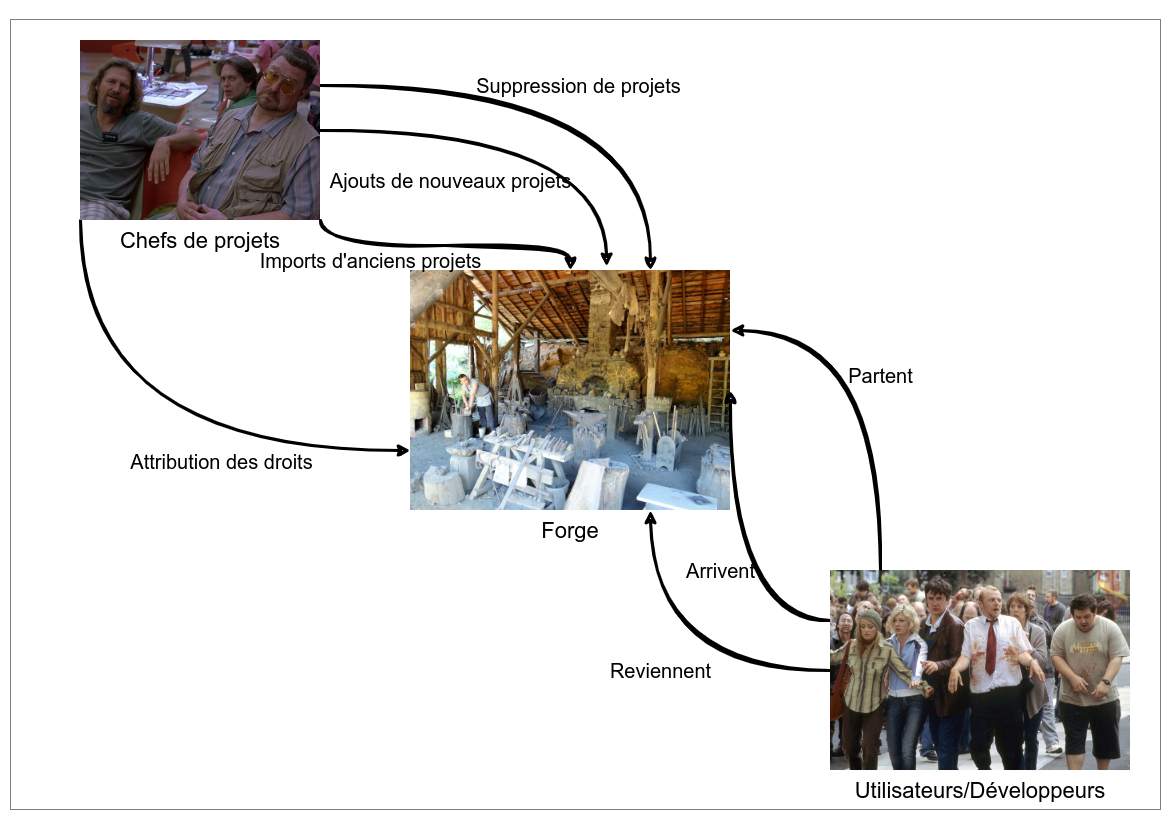 Suppression de projets
Ajouts de nouveaux projets
Chefs de projets
Imports d'anciens projets
Partent
Attribution des droits
Forge
Arrivent
Reviennent
Utilisateurs/Développeurs